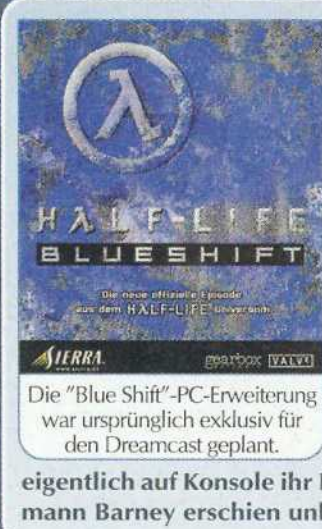 HALF-LIFE
BLUESHIFT
Die neue offizielle Episode
aus dem HALF-LIFE universum
SIERRA
gearbox VALVE
Die "Blue Shift"-PC-Erweiterung
war ursprünglich exklusiv für
den Dreamcast geplant.
eigentlich auf Konsole ihr
mann Barney erschien